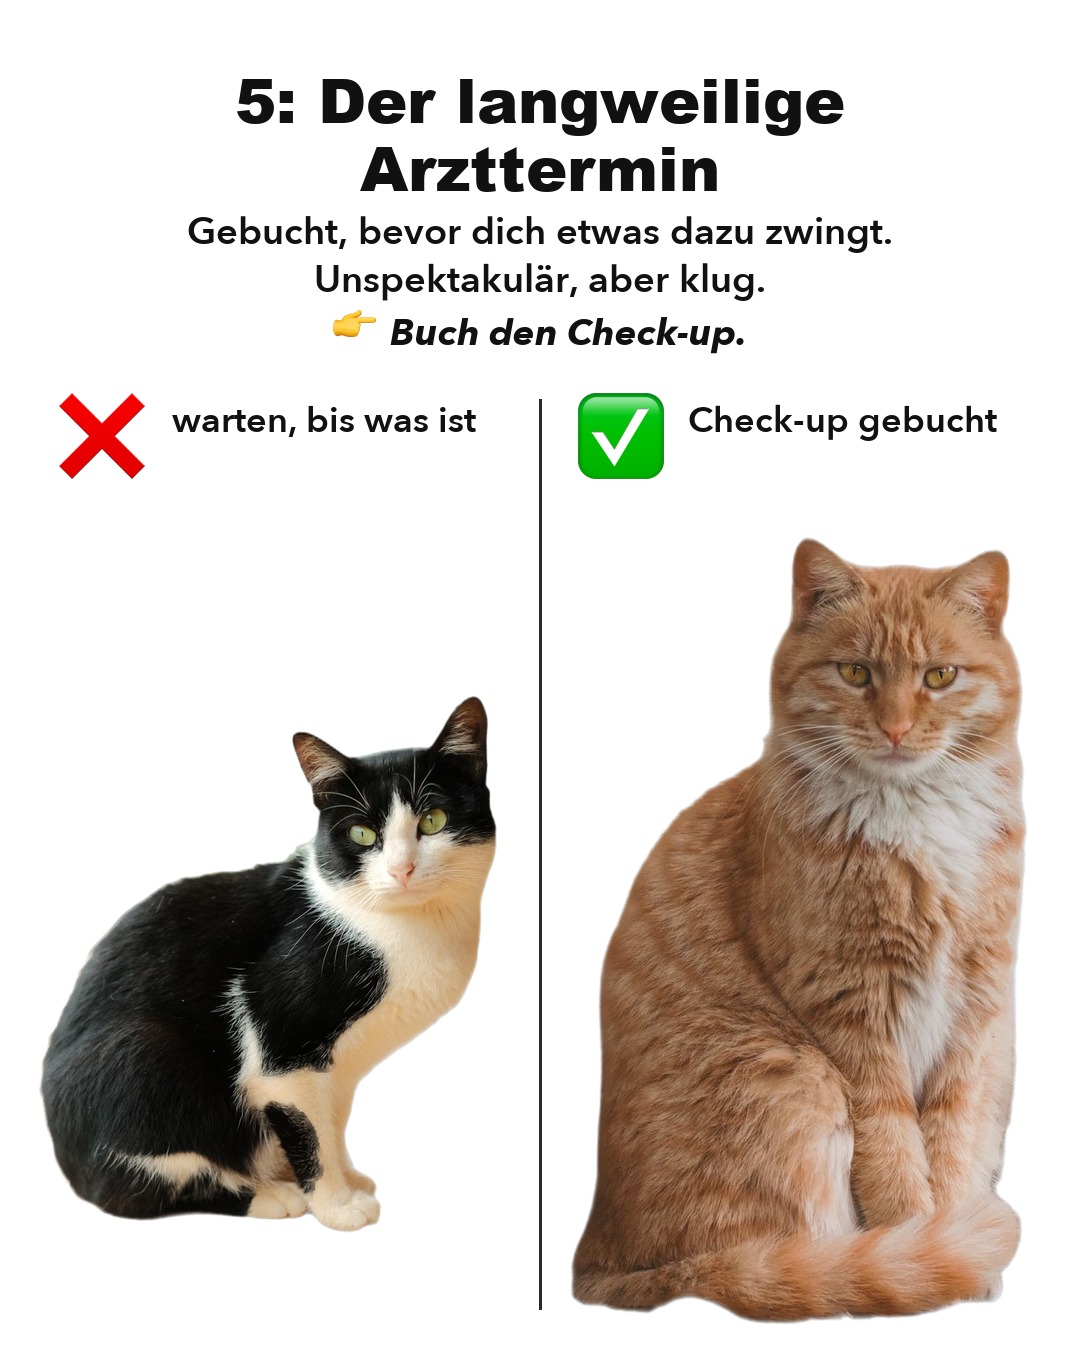 5: Der langweilige
Arzttermin
Gebucht, bevor dich etwas dazu zwingt.
Unspektakulär, aber klug.
👉 Buch den Check-up.
❌ warten, bis was ist
✅ Check-up gebucht